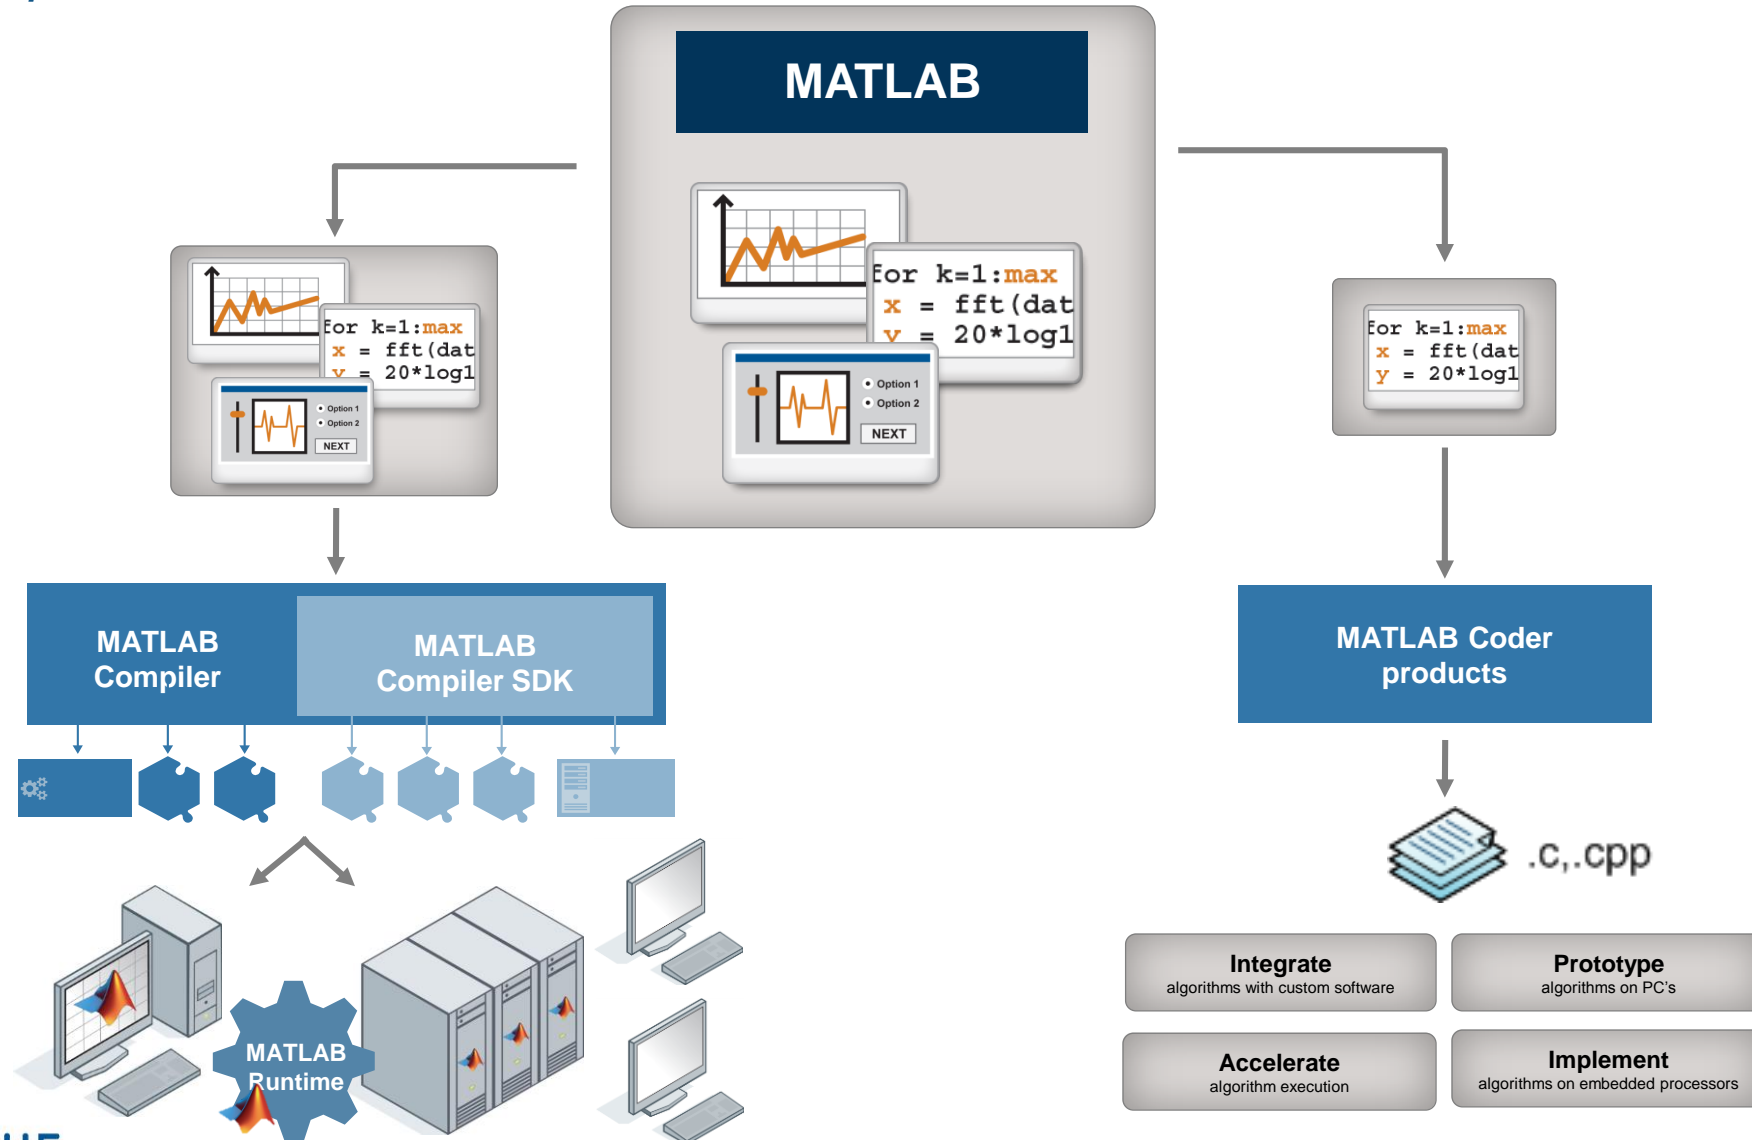 MATLAB
for k=1:max
x = fft(dat
y = 20*log1
Option 1
Option 2
NEXT
for k=1:max
x = fft(dat
y = 20*log1
Option 1
Option 2
NEXT
for k=1:max
x = fft(dat
y = 20*log1
MATLAB
Compiler
MATLAB
Compiler SDK
MATLAB Coder
products
.c,.cpp
MATLAB
Runtime
Integrate
algorithms with custom software
Prototype
algorithms on PC's
Accelerate
algorithm execution
Implement
algorithms on embedded processors